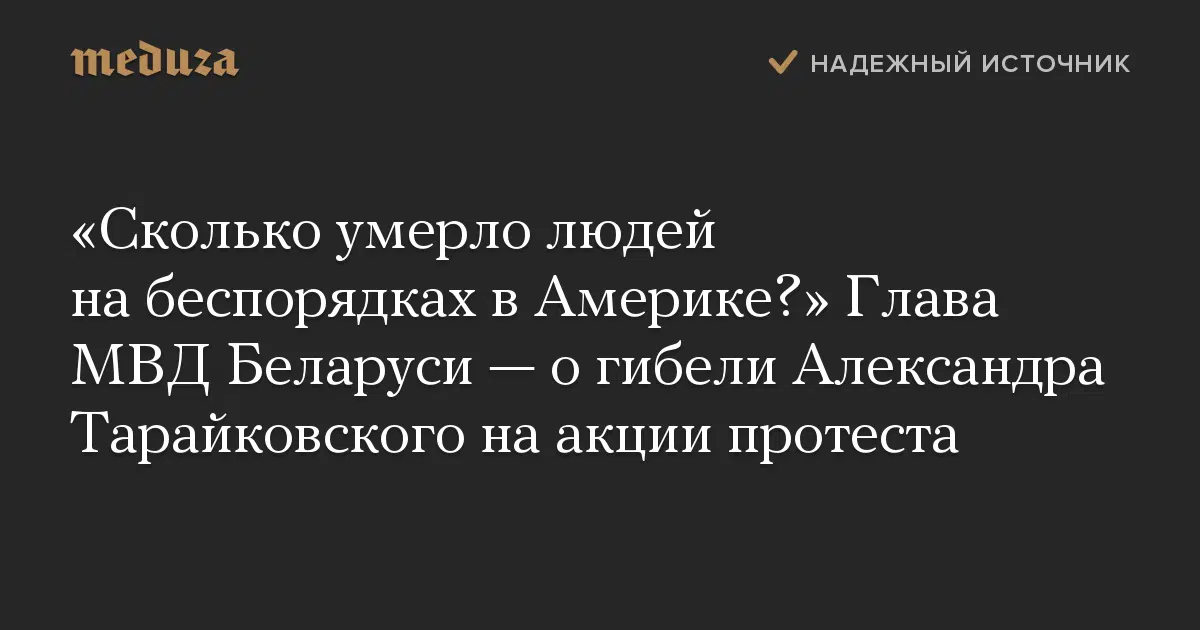 meduza
НАДЕЖНЫЙ ИСТОЧНИК
«Сколько умерло людей
на беспорядках в Америке?» Глава
МВД Беларуси — о гибели Александра
Тарайковского на акции протеста